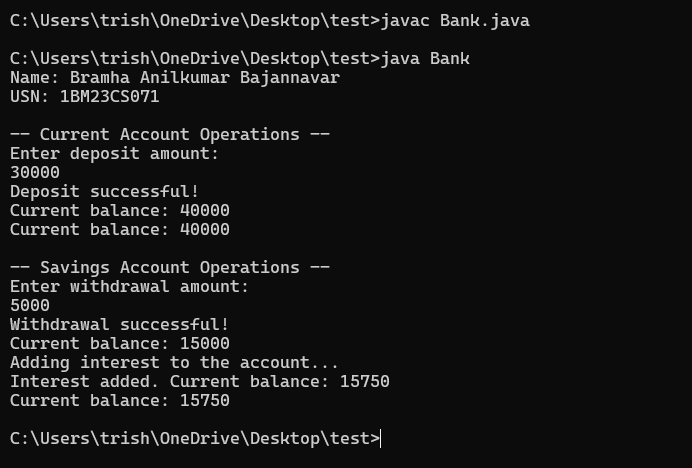 C:\Users\trish\OneDrive\Desktop\test>javac Bank.java
C:\Users\trish\OneDrive\Desktop\test>java Bank
Name: Bramha Anilkumar Bajannavar
USN: 1BM23CS071
-- Current Account Operations --
Enter deposit amount:
30000
Deposit successful!
Current balance: 40000
Current balance: 40000
-- Savings Account Operations --
Enter withdrawal amount:
5000
Withdrawal successful!
Current balance: 15000
Adding interest to the account...
Interest added. Current balance: 15750
Current balance: 15750
C:\Users\trish\OneDrive\Desktop\test>